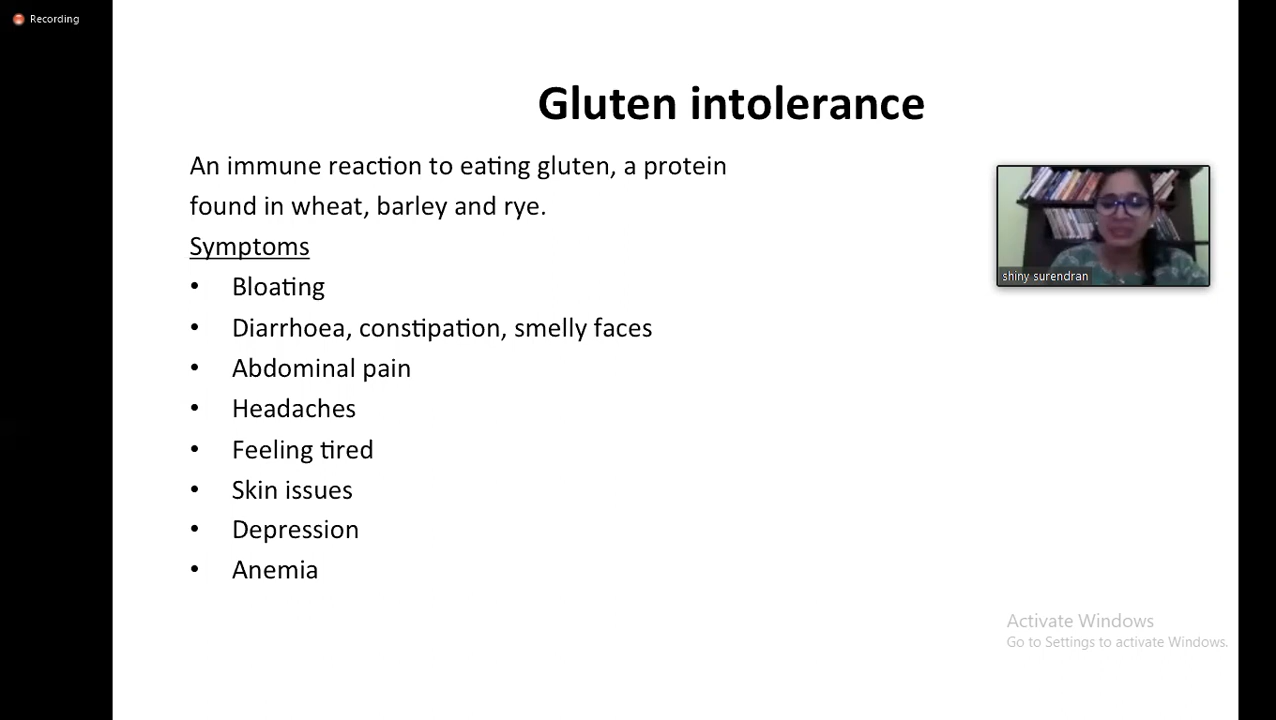 Recording
Gluten intolerance
An immune reaction to eating gluten, a protein
found in wheat, barley and rye.
Symptoms
• Bloating
• Diarrhoea, constipation, smelly faces
• Abdominal pain
• Headaches
• Feeling tired
• Skin issues
• Depression
• Anemia
shiny surendran
Activate Windows
Go to Settings to activate Windows.